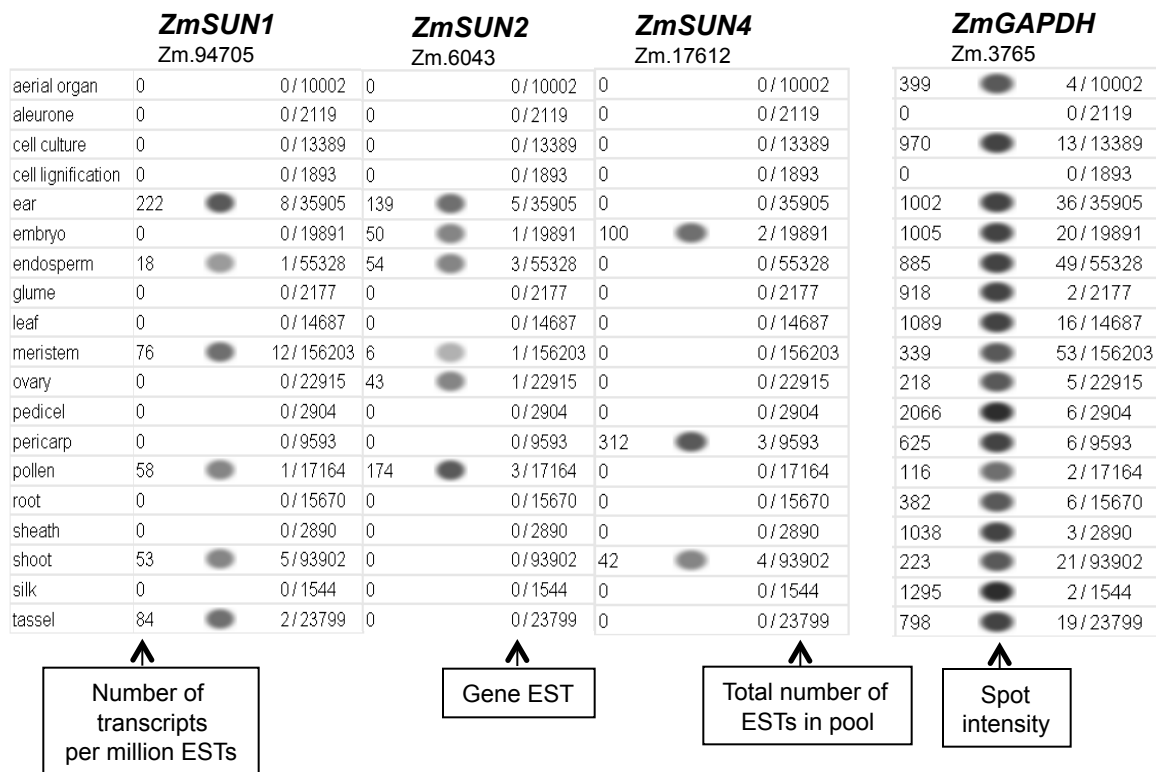 ZmSUN1 ZmSUN2 ZmSUN4 ZmGAPDH
Zm.94705 Zm.6043 Zm.17612 Zm.3765
aerial organ 0 0/10002 0 0/10002 0 0/10002 399 4/10002
aleurone 0 0/2119 0 0/2119 0 0/2119 0 0/2119
cell culture 0 0/13389 0 0/13389 0 0/13389 970 13/13389
cell lignification 0 0/1893 0 0/1893 0 0/1893 0 0/1893
ear 222 8/35905 139 5/35905 0 0/35905 1002 36/35905
embryo 0 0/19891 50 1/19891 100 2/19891 1005 20/19891
endosperm 18 1/55328 54 3/55328 0 0/55328 885 49/55328
glume 0 0/2177 0 0/2177 0 0/2177 918 2/2177
leaf 0 0/14687 0 0/14687 0 0/14687 1089 16/14687
meristem 76 12/156203 6 1/156203 0 0/156203 339 53/156203
ovary 0 0/22915 43 1/22915 0 0/22915 218 5/22915
pedicel 0 0/2904 0 0/2904 0 0/2904 2066 6/2904
pericarp 0 0/9593 0 0/9593 312 3/9593 625 6/9593
pollen 58 1/17164 174 3/17164 0 0/17164 116 2/17164
root 0 0/15670 0 0/15670 0 0/15670 382 6/15670
sheath 0 0/2890 0 0/2890 0 0/2890 1038 3/2890
shoot 53 5/93902 0 0/93902 42 4/93902 223 21/93902
silk 0 0/1544 0 0/1544 0 0/1544 1295 2/1544
tassel 84 2/23799 0 0/23799 0 0/23799 798 19/23799
Number of
transcripts
per million ESTs
Gene EST
Total number of
ESTs in pool
Spot
intensity